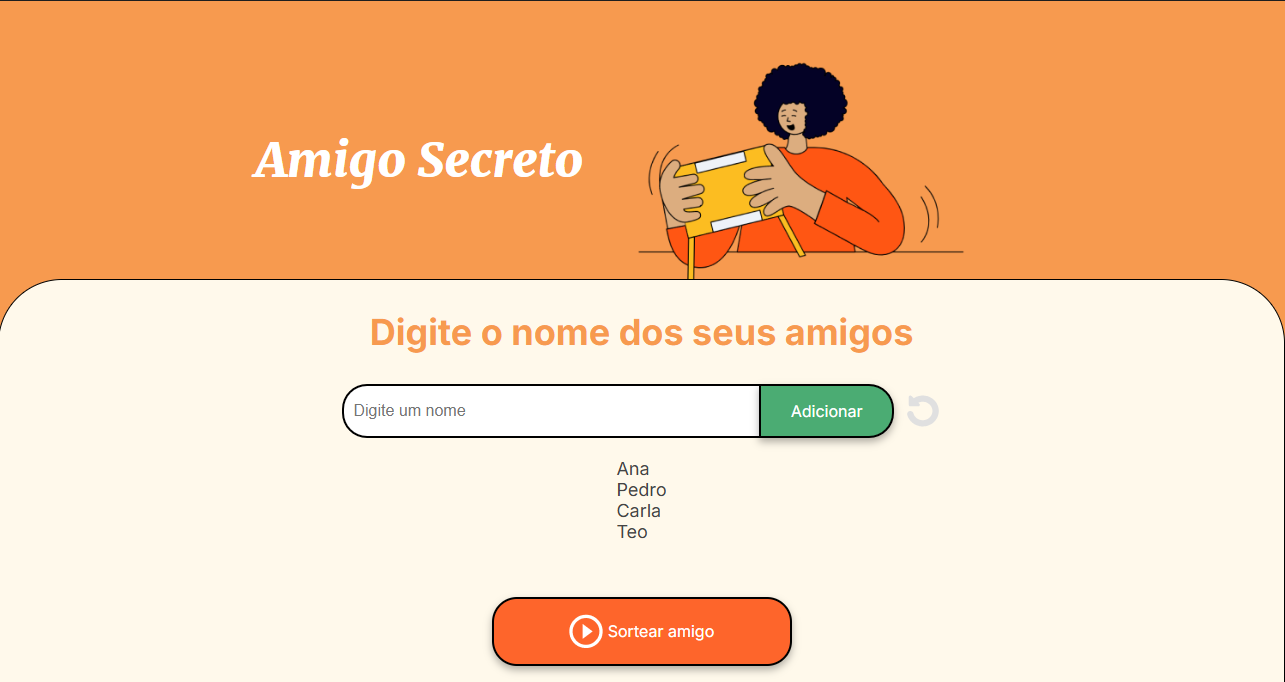 Amigo Secreto
Digite o nome dos seus amigos
Digite um nome
Adicionar
Ana
Pedro
Carla
Teo
Sortear amigo